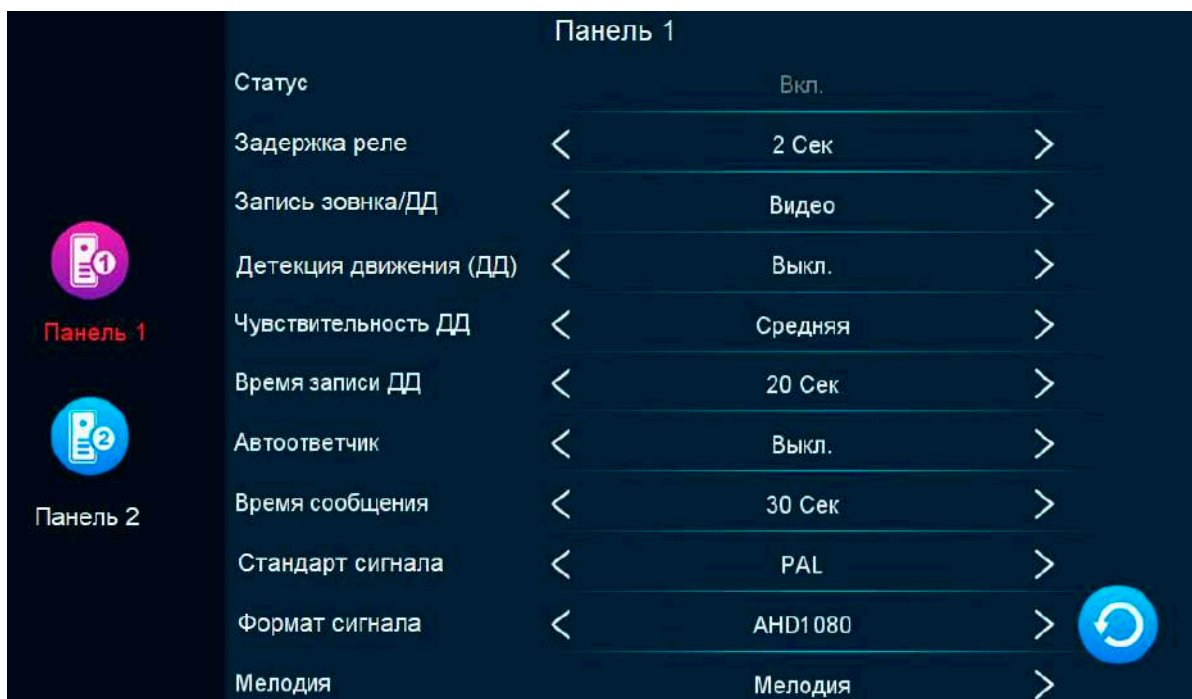 Панель 1
Статус Вкл.
Задержка реле < 2 Сек >
Запись зовнка/ДД < Видео >
Детекция движения (ДД) < Выкл. >
Чувствительность ДД < Средняя >
Время записи ДД < 20 Сек >
Автоответчик < Выкл. >
Время сообщения < 30 Сек >
Стандарт сигнала < PAL >
Формат сигнала < AHD1080 >
Мелодия Мелодия >
1
Панель 1
2
Панель 2